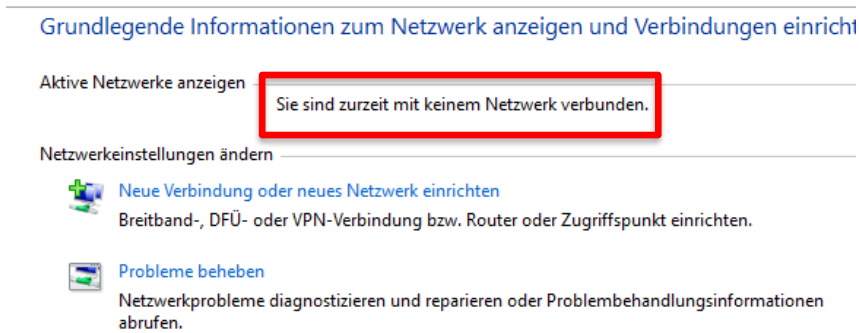 Grundlegende Informationen zum Netzwerk anzeigen und Verbindungen einricht
Aktive Netzwerke anzeigen
Sie sind zurzeit mit keinem Netzwerk verbunden.
Netzwerkeinstellungen ändern
Neue Verbindung oder neues Netzwerk einrichten
Breitband-, DFÜ- oder VPN-Verbindung bzw. Router oder Zugriffspunkt einrichten.
Probleme beheben
Netzwerkprobleme diagnostizieren und reparieren oder Problembehandlungsinformationen
abrufen.